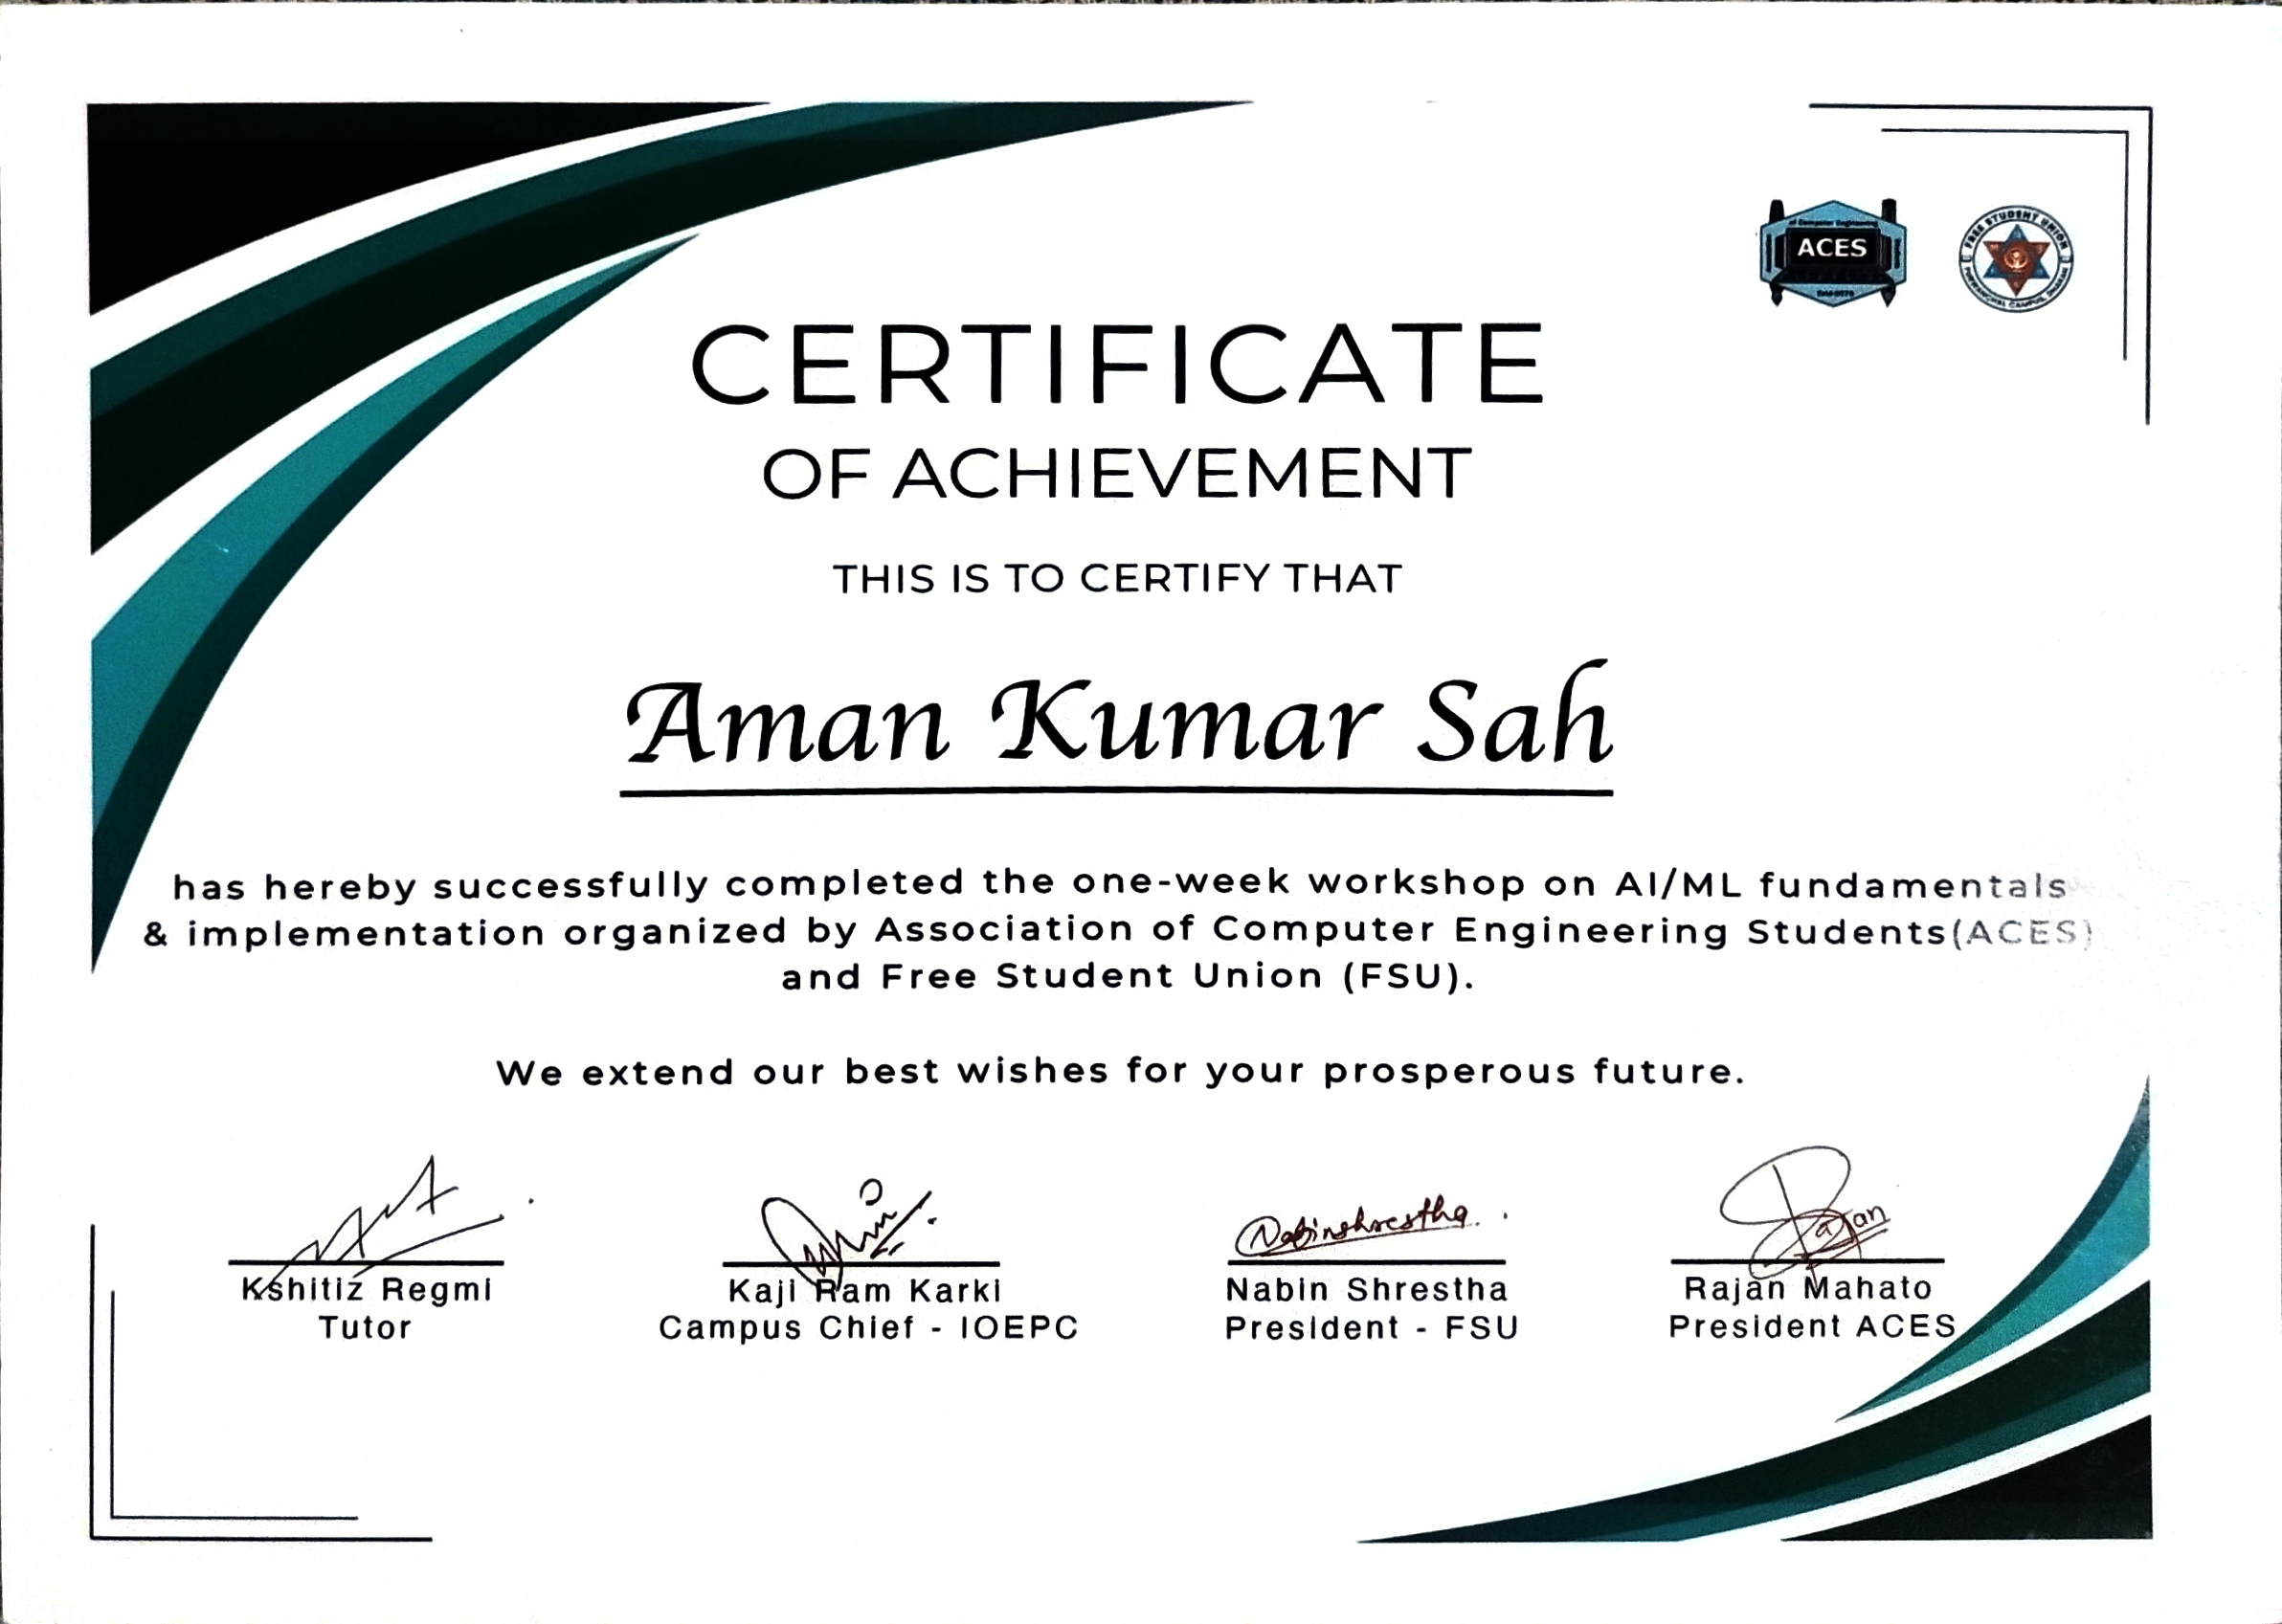 ACES
FREE STUDENT UNION
PURWANCHAL CAMPUS, DHARAN
CERTIFICATE
OF ACHIEVEMENT
THIS IS TO CERTIFY THAT
Aman Kumar Sah
has hereby successfully completed the one-week workshop on AI/ML fundamentals
& implementation organized by Association of Computer Engineering Students(ACES)
and Free Student Union (FSU).
We extend our best wishes for your prosperous future.
Nabinshrestha.
Rajan
Kshitiz Regmi
Kaji Ram Karki
Nabin Shrestha
Rajan Mahato
Tutor
Campus Chief - IOEPC
President - FSU
President ACES